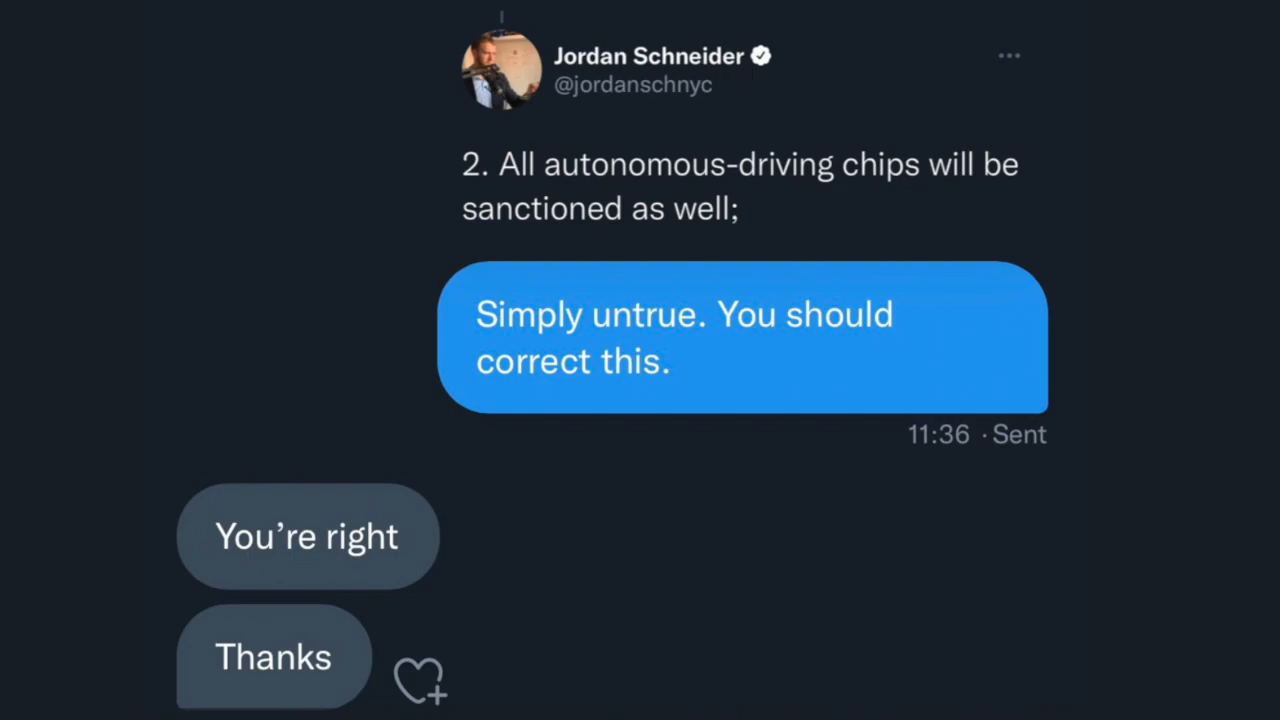 Jordan Schneider
@jordanschnyc
2. All autonomous-driving chips will be
sanctioned as well;
Simply untrue. You should
correct this.
11:36 · Sent
You’re right
Thanks